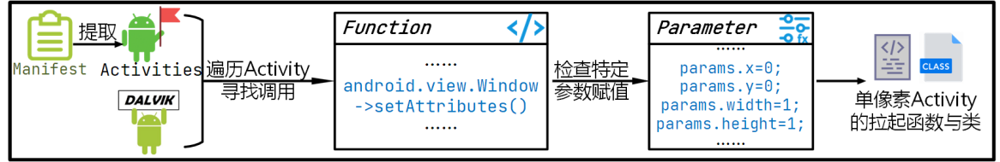 Manifest
提取
Activities
DALVIK
遍历Activity
寻找调用
Function
</>
......
android.view.Window
->setAttributes()
......
检查特定
参数赋值
Parameter
fx
......
params.x=0;
params.y=0;
params.width=1;
params.height=1;
......
</>
CLASS
单像素Activity
的拉起函数与类